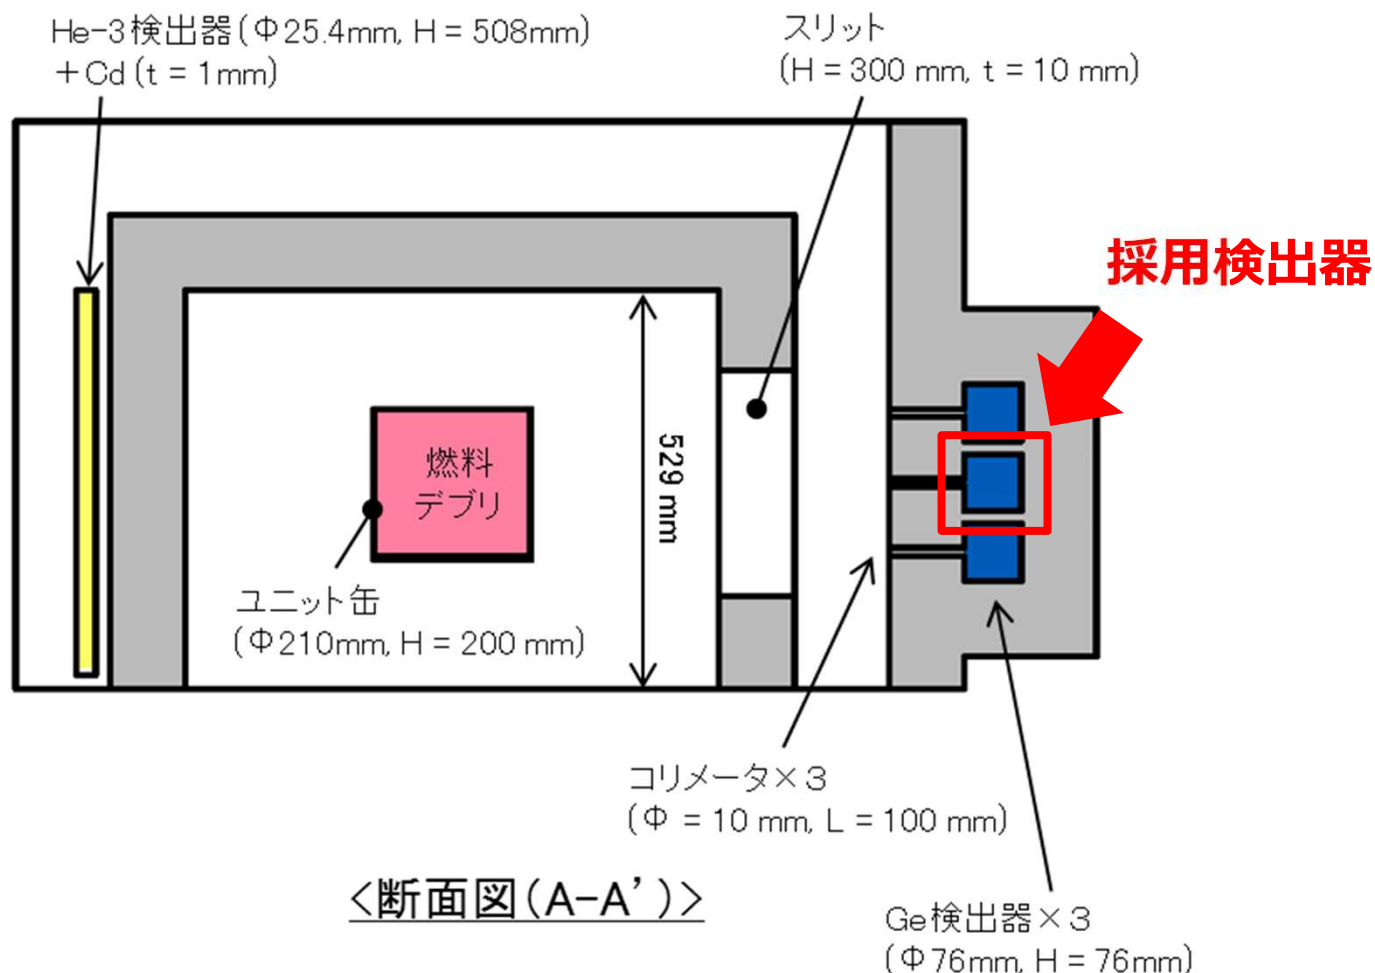 He-3検出器(Φ25.4mm, H = 508mm)
+Cd (t = 1mm)
スリット
(H = 300 mm, t = 10 mm)
採用検出器
燃料
デブリ
529 mm
ユニット缶
(Φ210mm, H = 200 mm)
コリメータ×3
(Φ = 10 mm, L = 100 mm)
<断面図(A-A’)>
Ge検出器×3
(Φ76mm, H = 76mm)